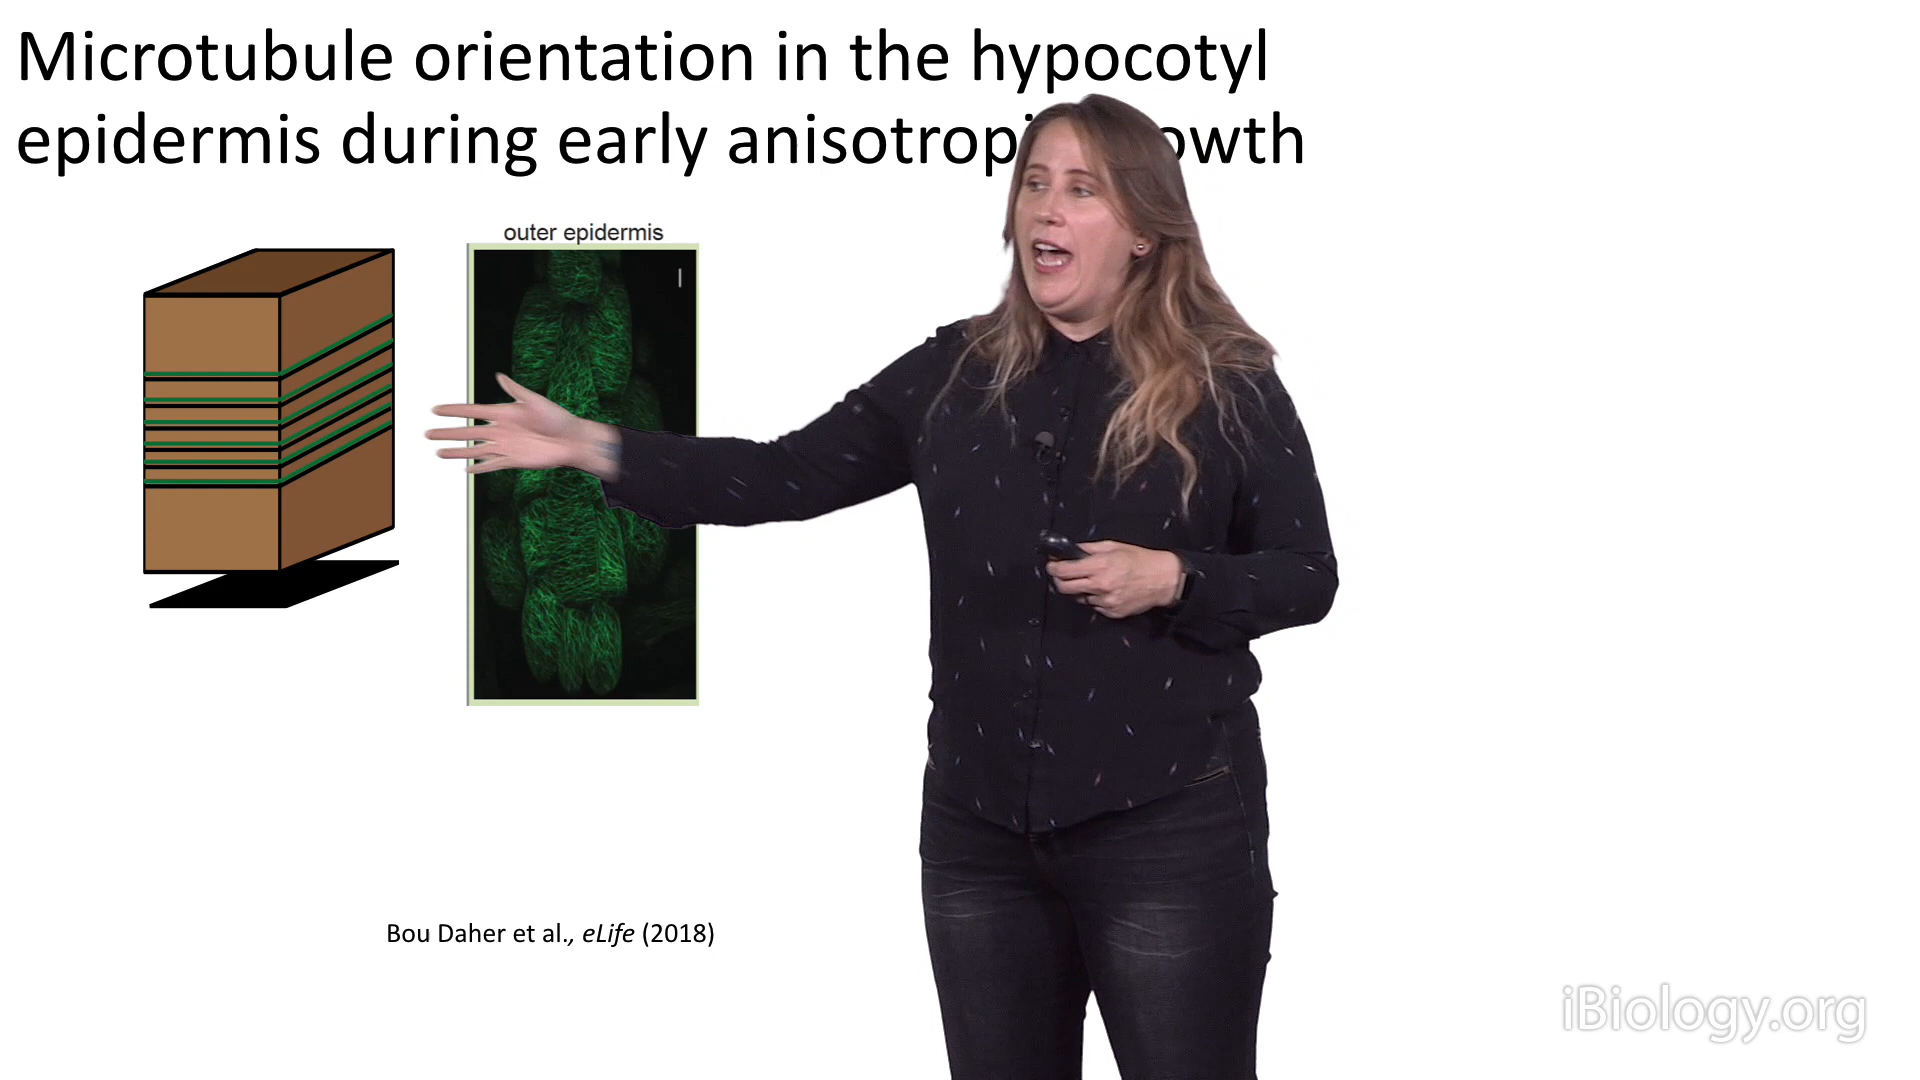 Microtubule orientation in the hypocotyl
epidermis during early anisotropi owth
outer epidermis
Bou Daher et al., eLife (2018)
iBiology.org